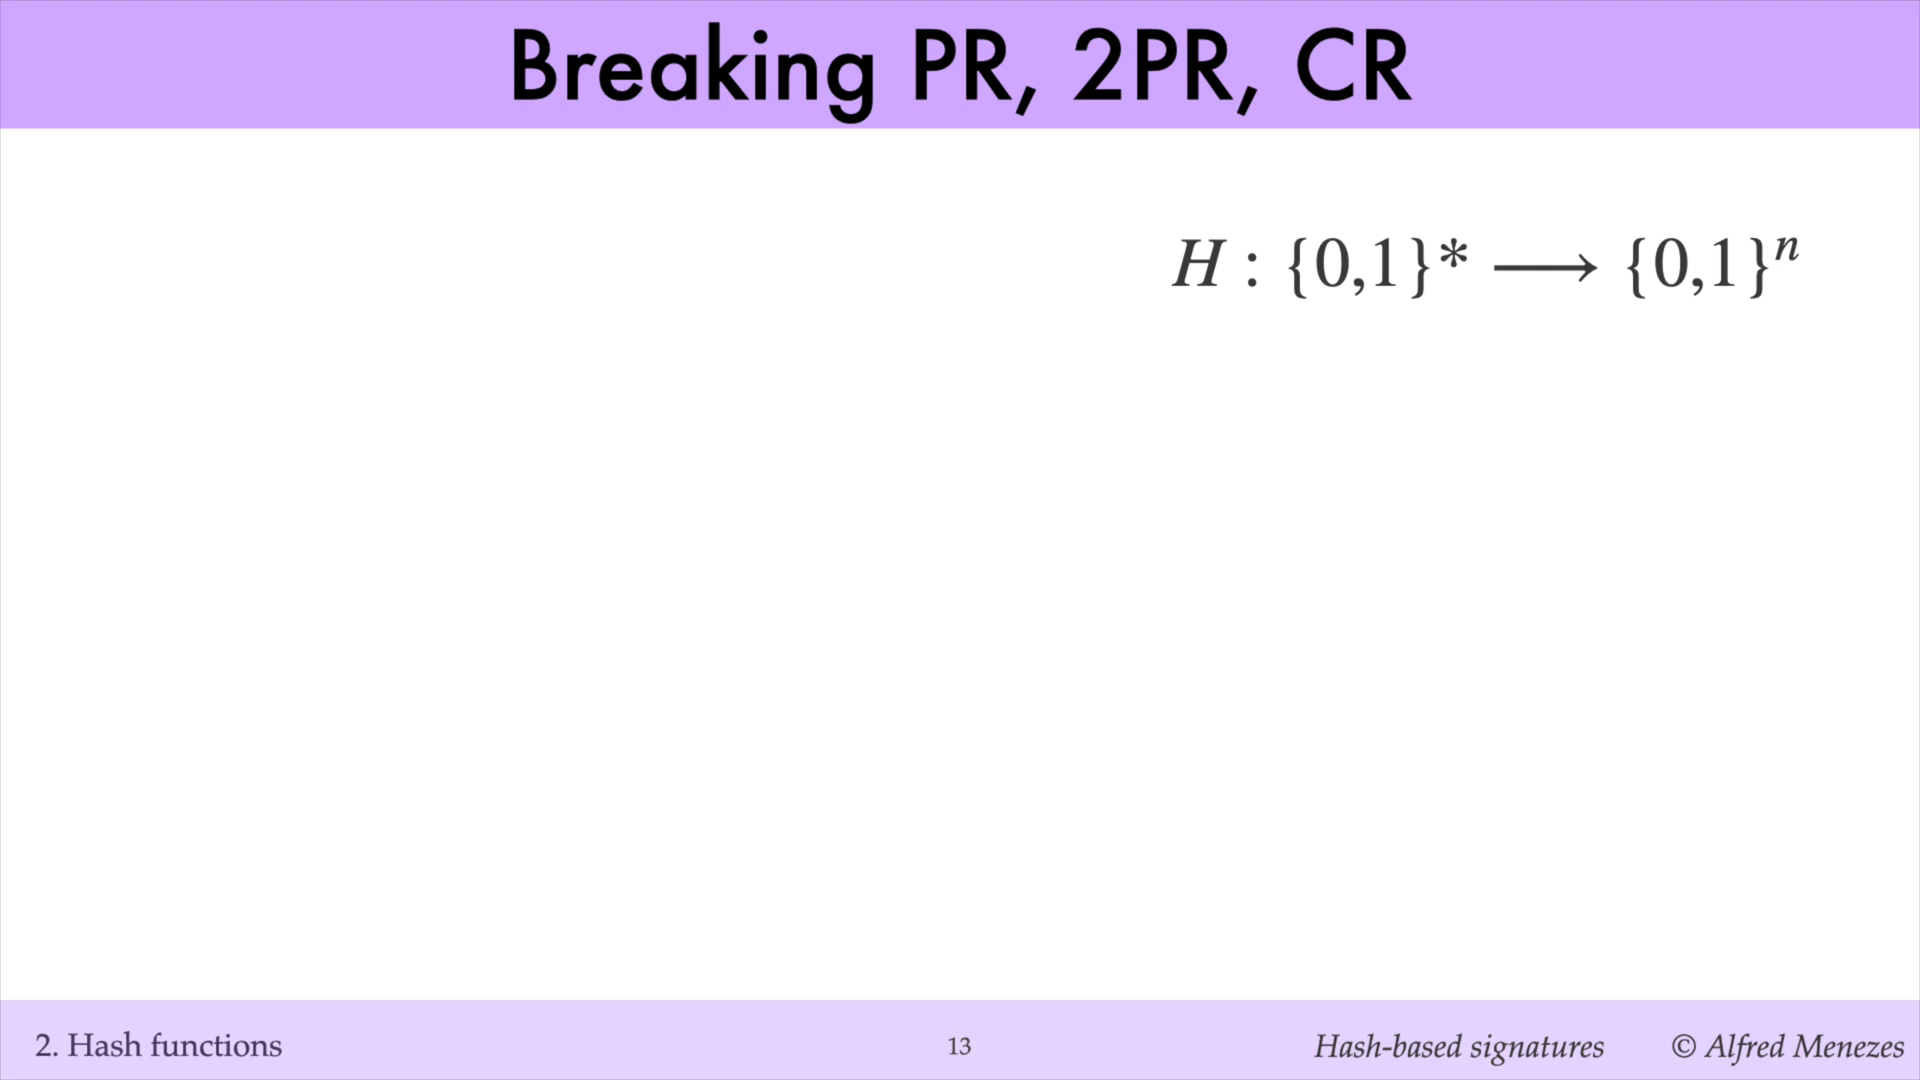 Breaking PR, 2PR, CR
H : {0,1}* ⟶ {0,1}ⁿ
2. Hash functions
13
Hash-based signatures
© Alfred Menezes